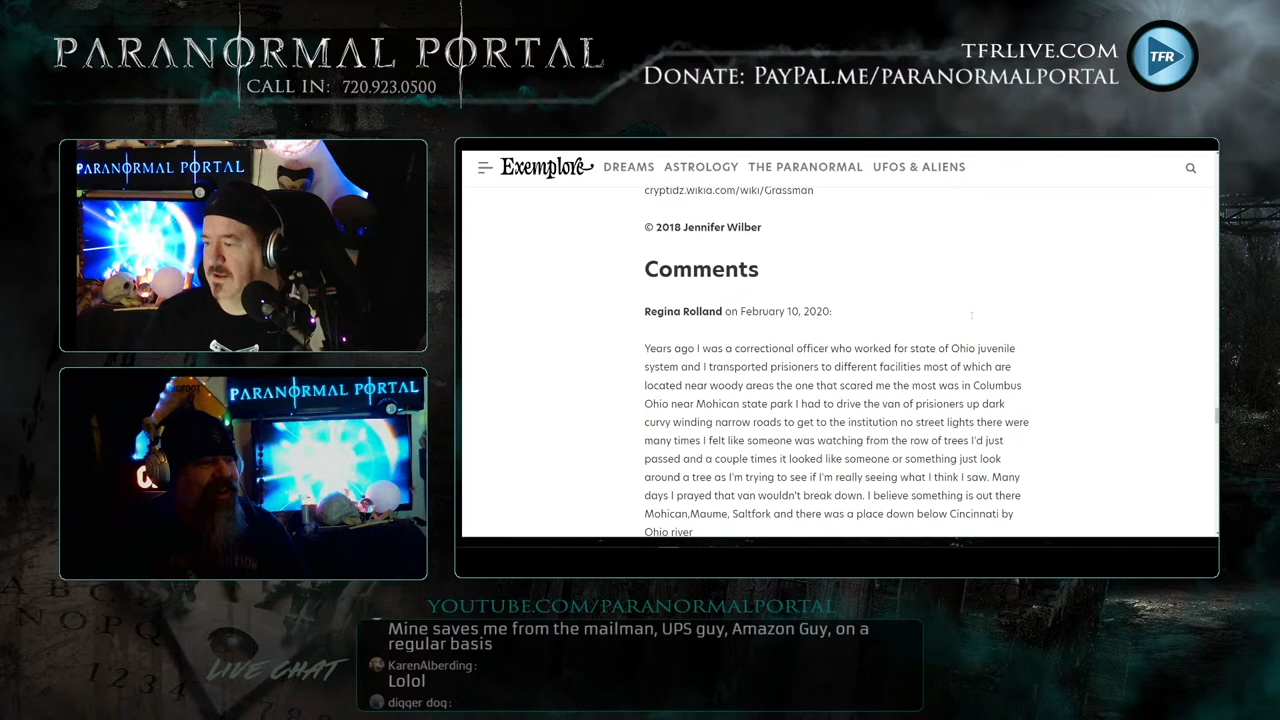 PARANORMAL PORTAL
CALL IN: 720.923.0500
TFRLIVE.COM
DONATE: PAYPAL.ME/PARANORMALPORTAL
TFR
PARANORMAL PORTAL
PARANORMAL PORTAL
Exemplore
DREAMS ASTROLOGY THE PARANORMAL UFOS & ALIENS
cryptidz.wikia.com/wiki/Grassman
© 2018 Jennifer Wilber
Comments
Regina Rolland on February 10, 2020:
Years ago I was a correctional officer who worked for state of Ohio juvenile
system and I transported prisioners to different facilities most of which are
located near woody areas the one that scared me the most was in Columbus
Ohio near Mohican state park I had to drive the van of prisioners up dark
curvy winding narrow roads to get to the institution no street lights there were
many times I felt like someone was watching from the row of trees I'd just
passed and a couple times it looked like someone or something just look
around a tree as I'm trying to see if I'm really seeing what I think I saw. Many
days I prayed that van wouldn't break down. I believe something is out there
Mohican,Maume, Saltfork and there was a place down below Cincinnati by
Ohio river
YOUTUBE.COM/PARANORMALPORTAL
LIVE CHAT
Mine saves me from the mailman, UPS guy, Amazon Guy, on a
regular basis
KarenAlberding:
Lolol
digger dog:
A B C
N O P Q
1 2 3 4